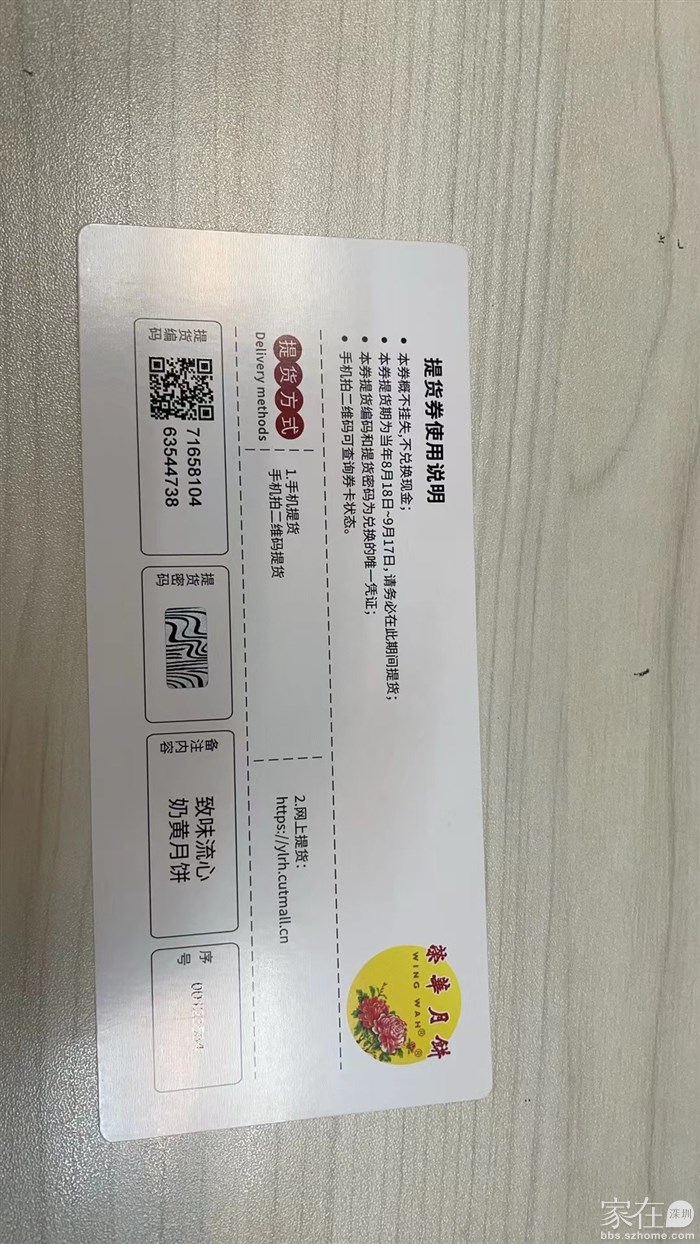 提货券使用说明
• 本券概不挂失,不兑换现金;
• 本券提货期为当年8月18日~9月17日, 请务必在此期间提货;
• 本券提货编码和提货密码为兑换的唯一凭证;
• 手机拍二维码可查询券卡状态。
荣華月饼
WING WAH® ®
提货方式
Delivery methods
1.手机提货
手机拍二维码提货
2.网上提货:
https://ylrh.cutmall.cn
提货编码
71658104
63544738
提货密码
备注内容
致味流心
奶黄月饼
序号
家在 深圳
bbs.szhome.com